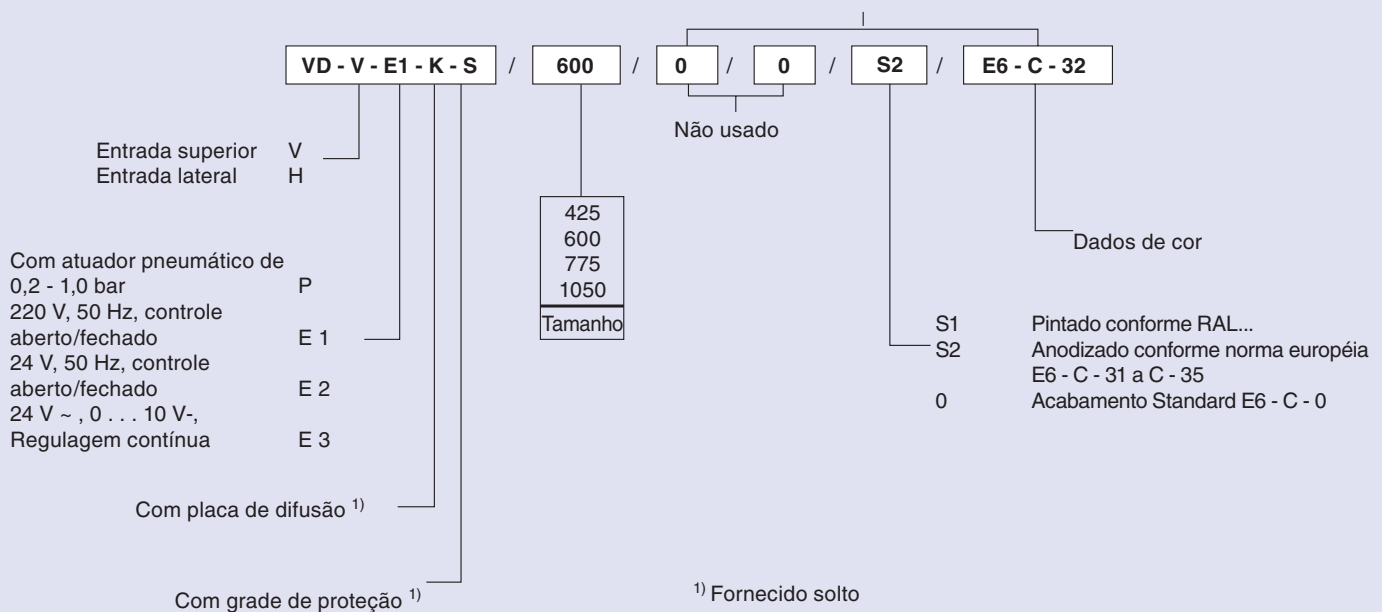 VD - V - E1 - K - S / 600 / 0 / 0 / S2 / E6 - C - 32
Não usado
Entrada superior V
Entrada lateral H
425
600
775
1050
Tamanho
Dados de cor
Com atuador pneumático de
0,2 - 1,0 bar P
220 V, 50 Hz, controle
aberto/fechado E 1
24 V, 50 Hz, controle
aberto/fechado E 2
24 V ~ , 0 . . . 10 V-,
Regulagem contínua E 3
S1 Pintado conforme RAL...
S2 Anodizado conforme norma européia
E6 - C - 31 a C - 35
0 Acabamento Standard E6 - C - 0
Com placa de difusão 1)
Com grade de proteção 1)
1) Fornecido solto